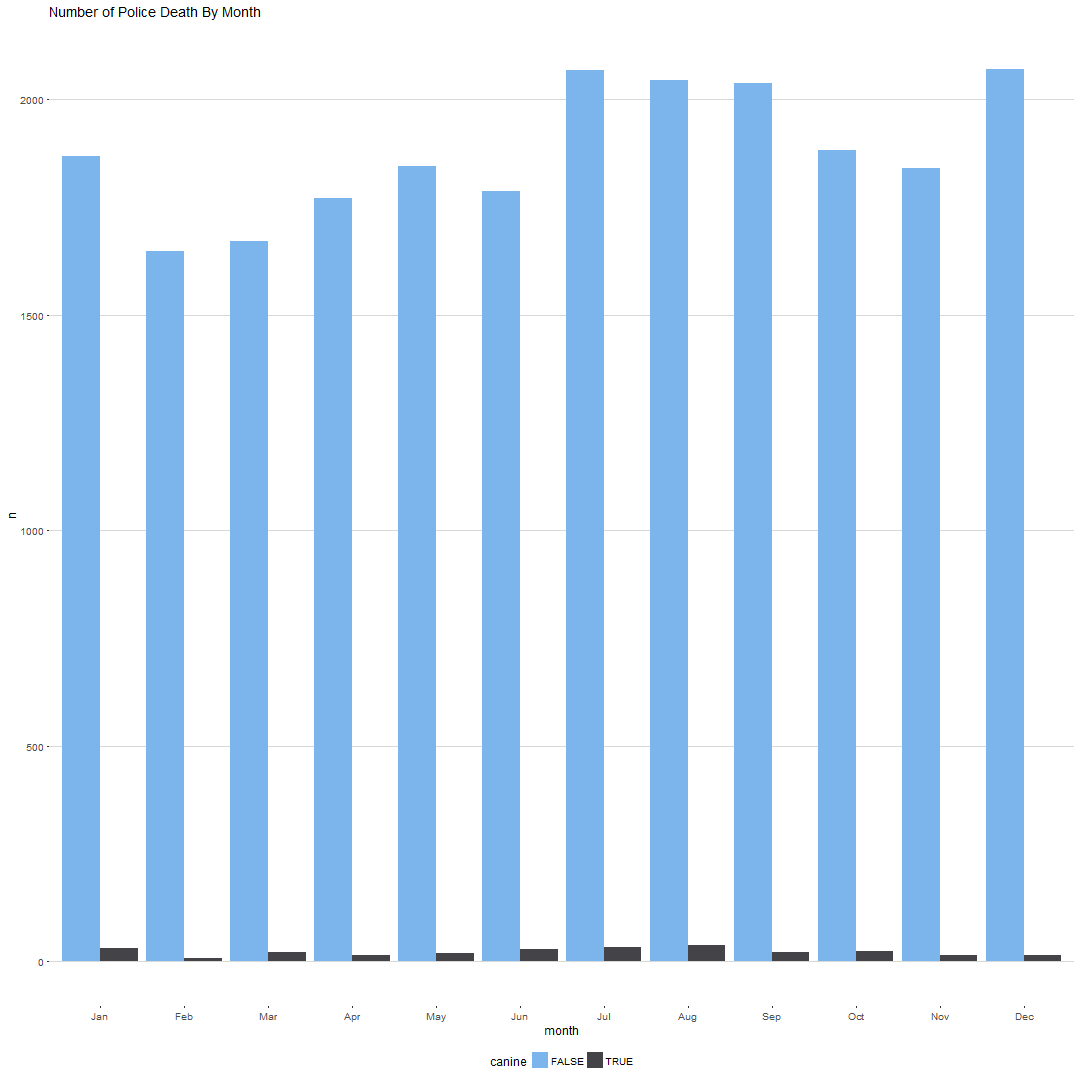 Number of Police Death By Month
2000
1500
n
1000
500
0
Jan Feb Mar Apr May Jun Jul Aug Sep Oct Nov Dec
month
canine FALSE TRUE